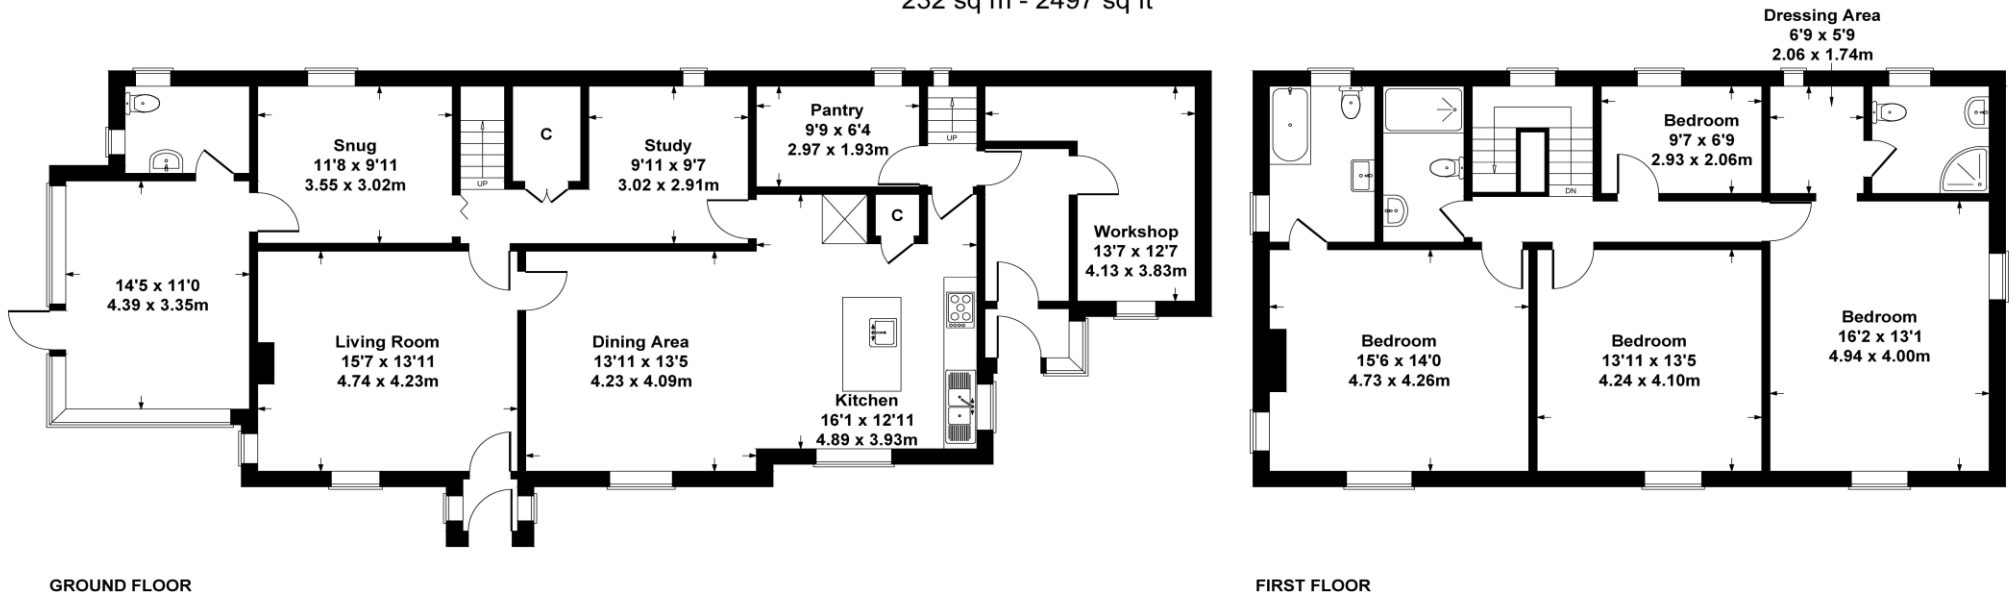 232 sq m - 2497 sq ft
Snug
11'8 x 9'11
3.55 x 3.02m
UP
C
Study
9'11 x 9'7
3.02 x 2.91m
Pantry
9'9 x 6'4
2.97 x 1.93m
UP
C
Workshop
13'7 x 12'7
4.13 x 3.83m
14'5 x 11'0
4.39 x 3.35m
Living Room
15'7 x 13'11
4.74 x 4.23m
Dining Area
13'11 x 13'5
4.23 x 4.09m
Kitchen
16'1 x 12'11
4.89 x 3.93m
GROUND FLOOR
Dressing Area
6'9 x 5'9
2.06 x 1.74m
DN
Bedroom
9'7 x 6'9
2.93 x 2.06m
Bedroom
15'6 x 14'0
4.73 x 4.26m
Bedroom
13'11 x 13'5
4.24 x 4.10m
Bedroom
16'2 x 13'1
4.94 x 4.00m
FIRST FLOOR